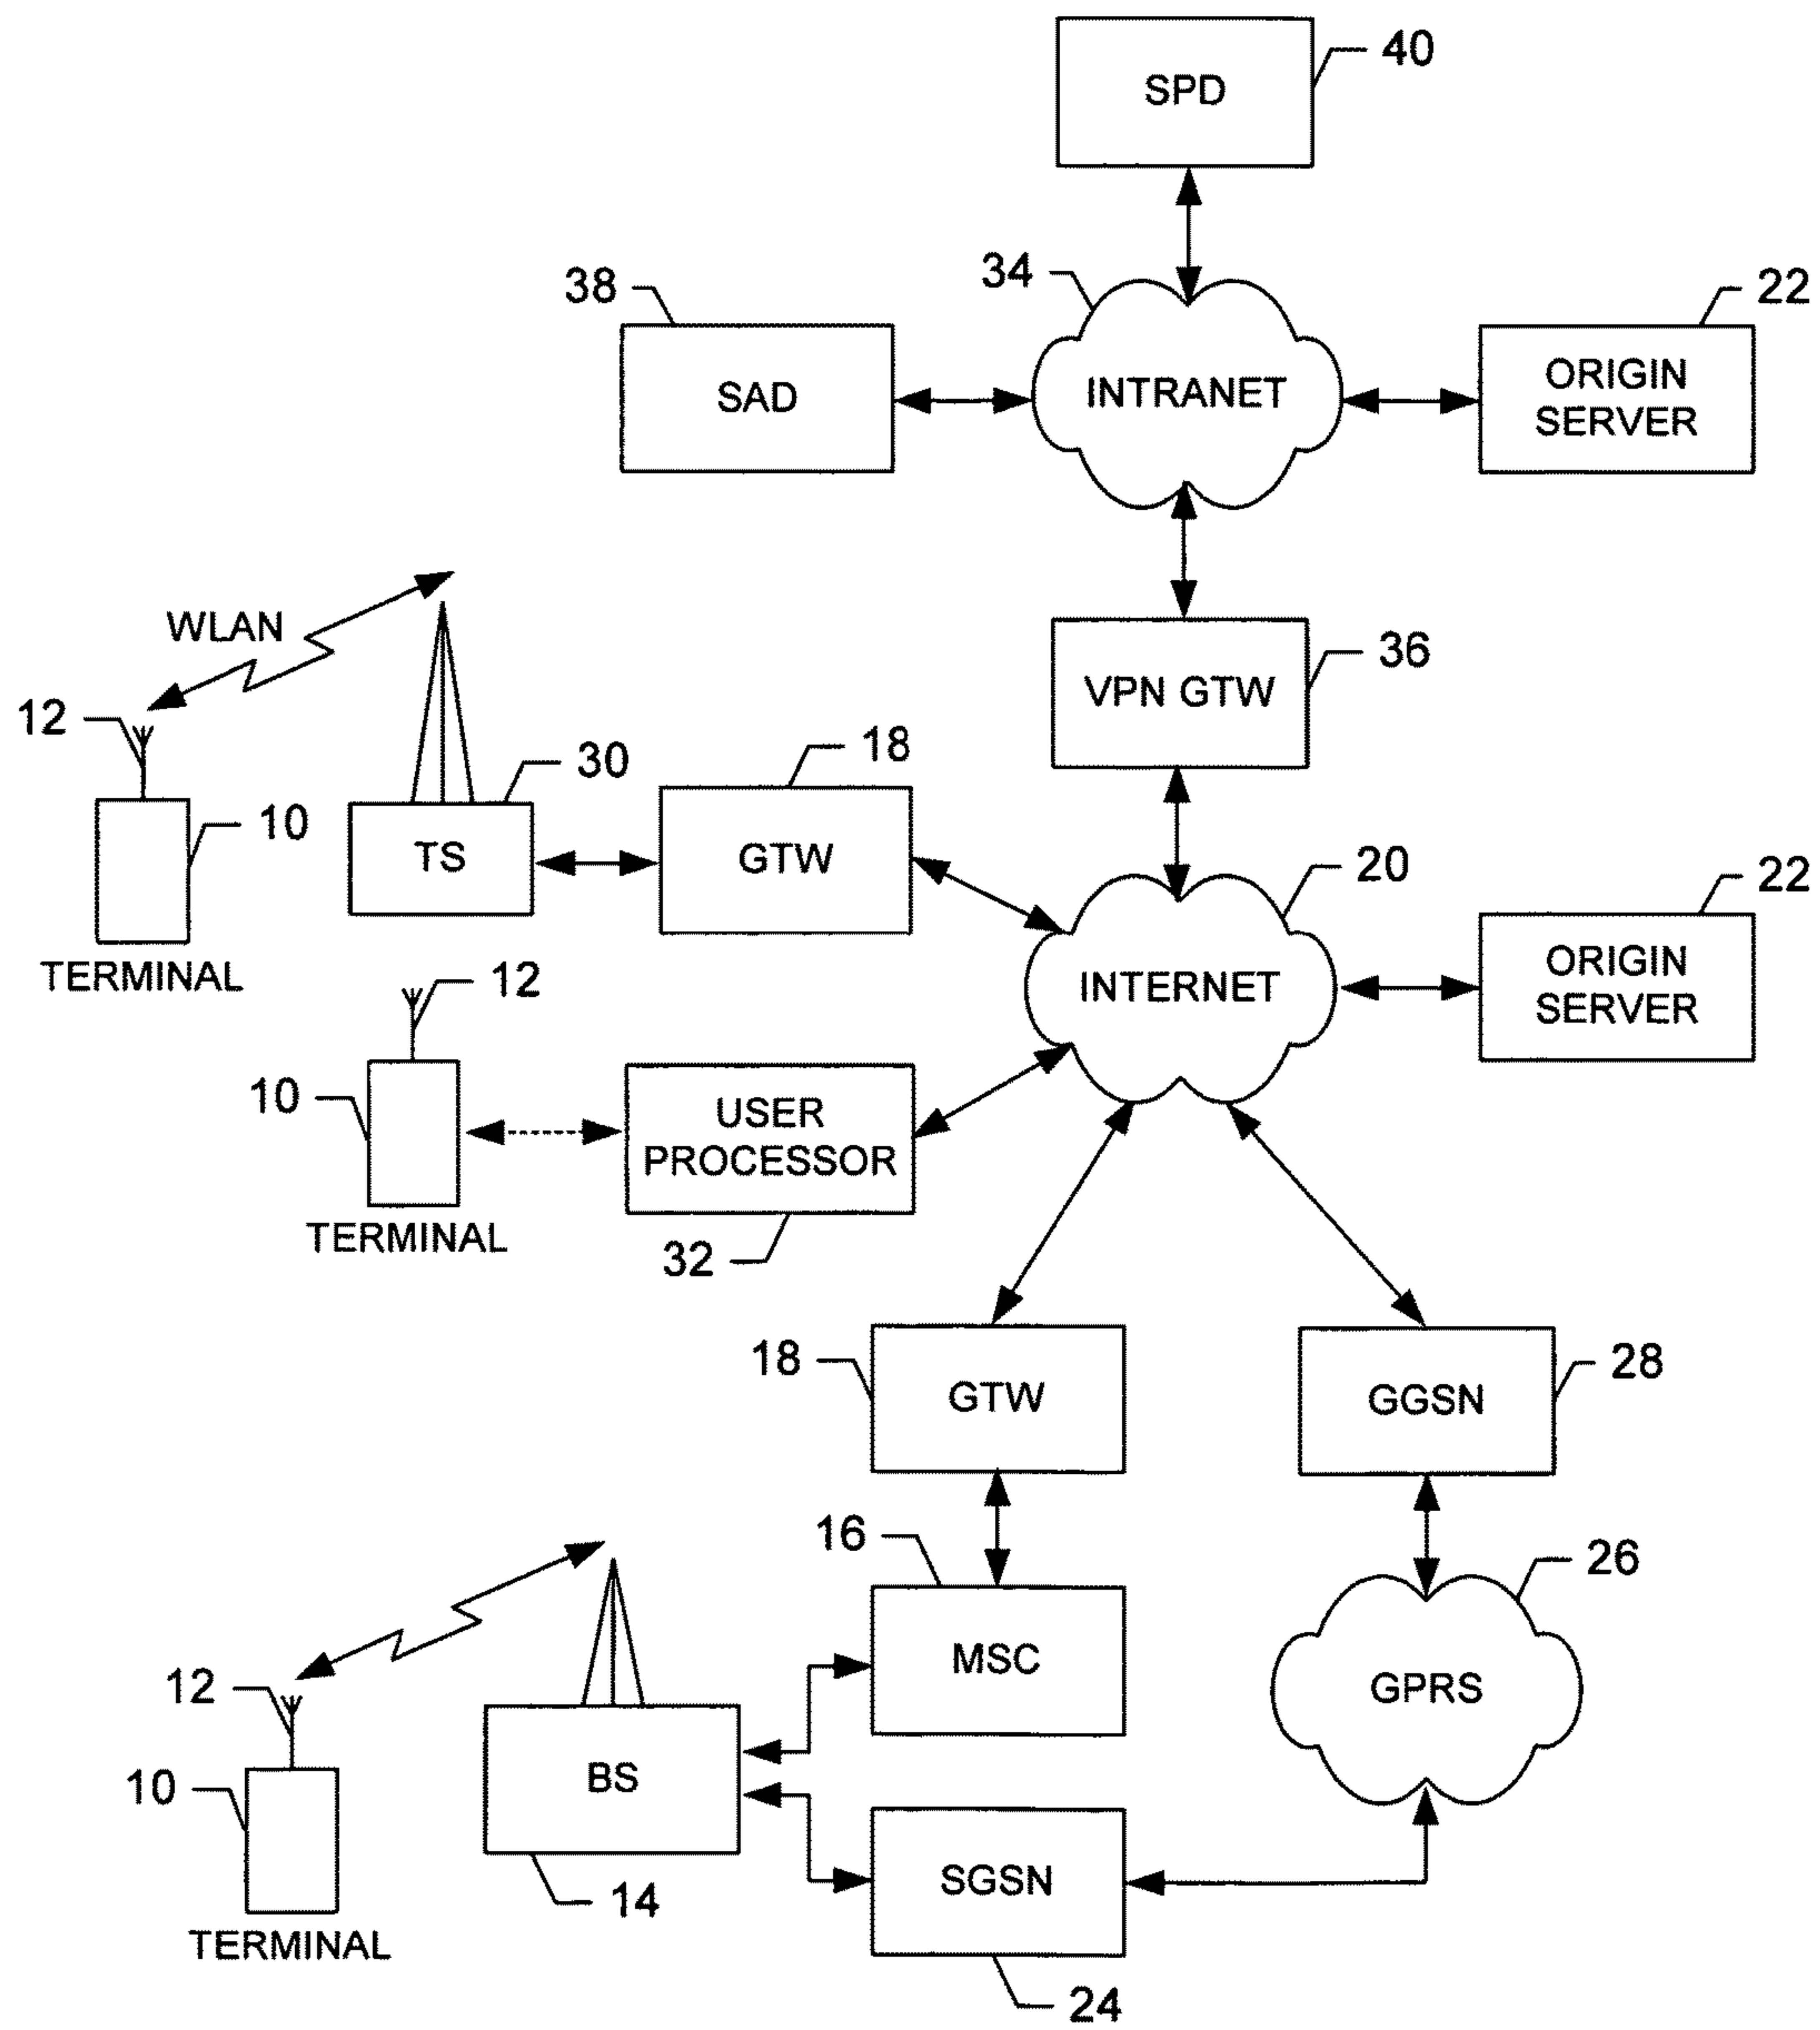 40
SPD
34
38
22
SAD
INTRANET
ORIGIN
SERVER
WLAN
36
VPN GTW
12
18
30
10
TS
GTW
20
22
TERMINAL
12
INTERNET
ORIGIN
SERVER
10
USER
PROCESSOR
TERMINAL
32
18
GTW
28
GGSN
16
26
MSC
12
GPRS
10
BS
SGSN
14
TERMINAL
24